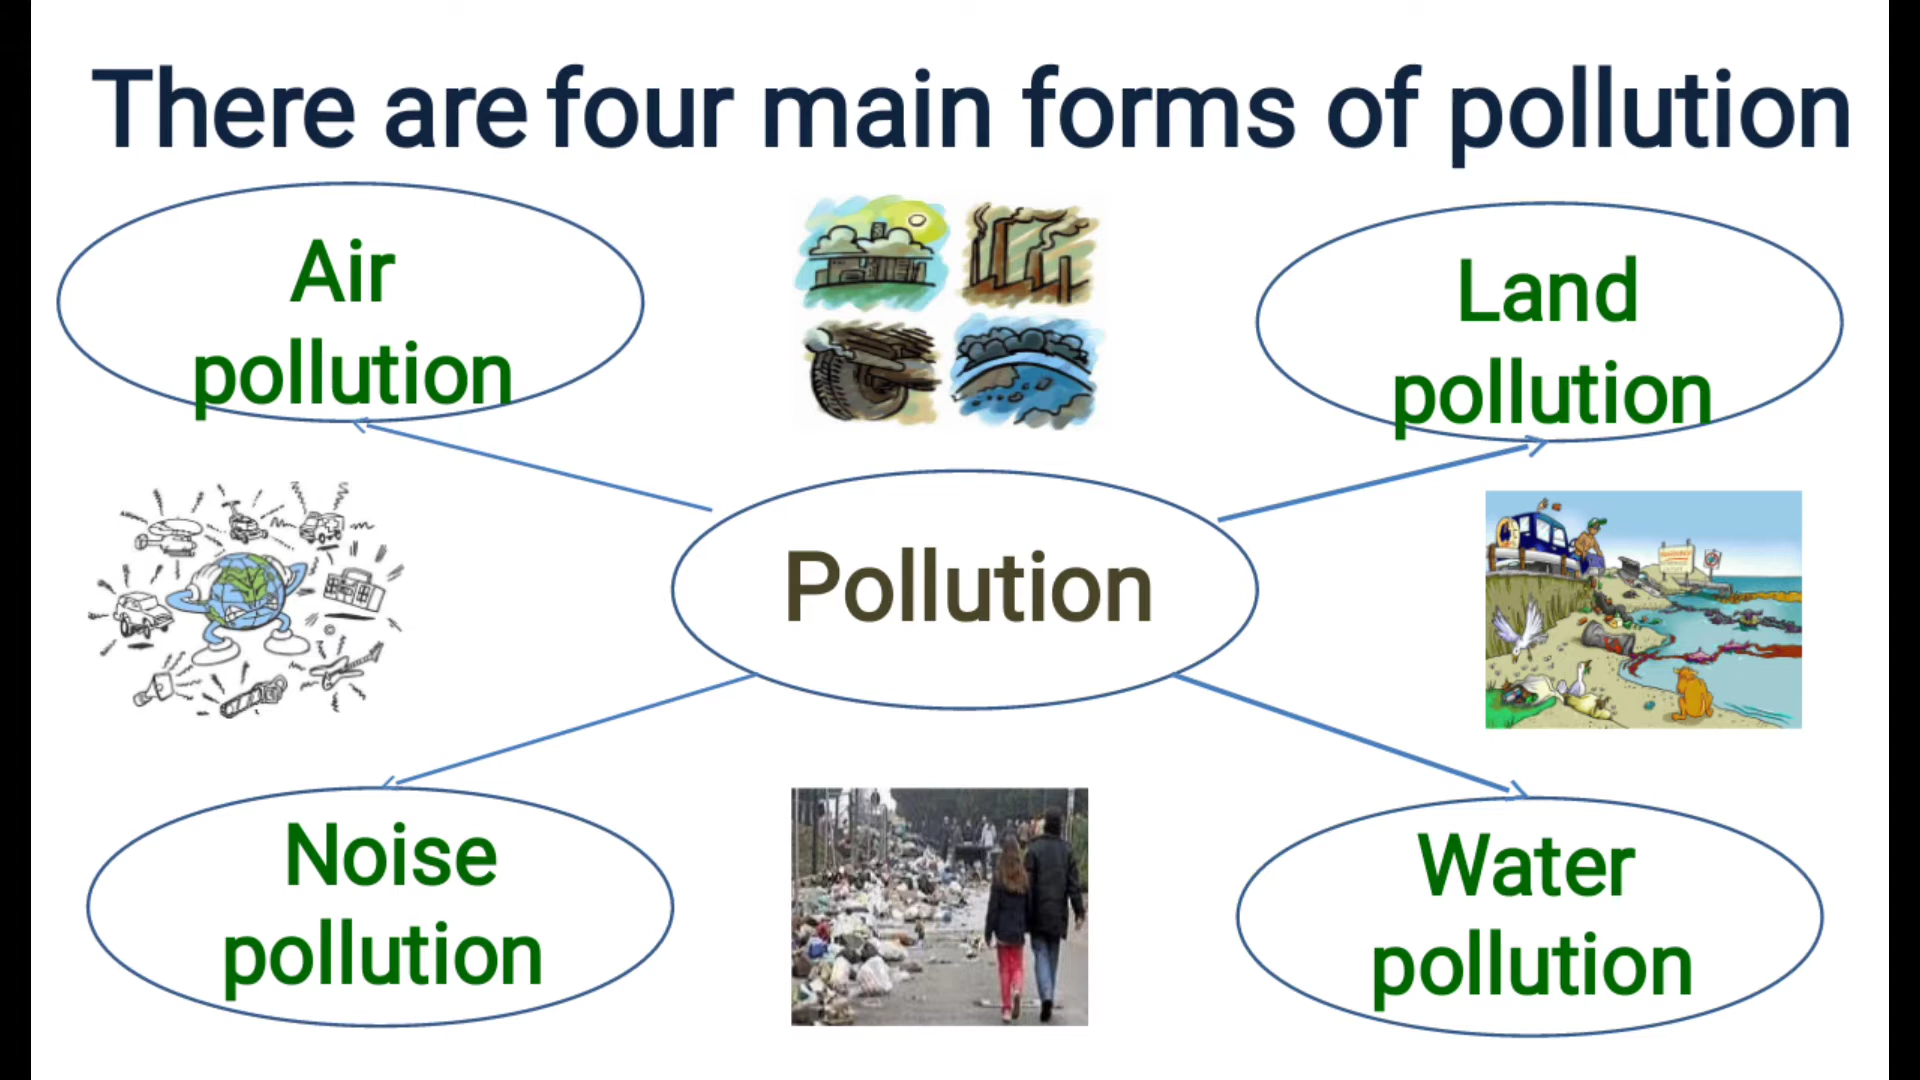 There are four main forms of pollution
Air
pollution
Land
pollution
Pollution
Noise
pollution
Water
pollution